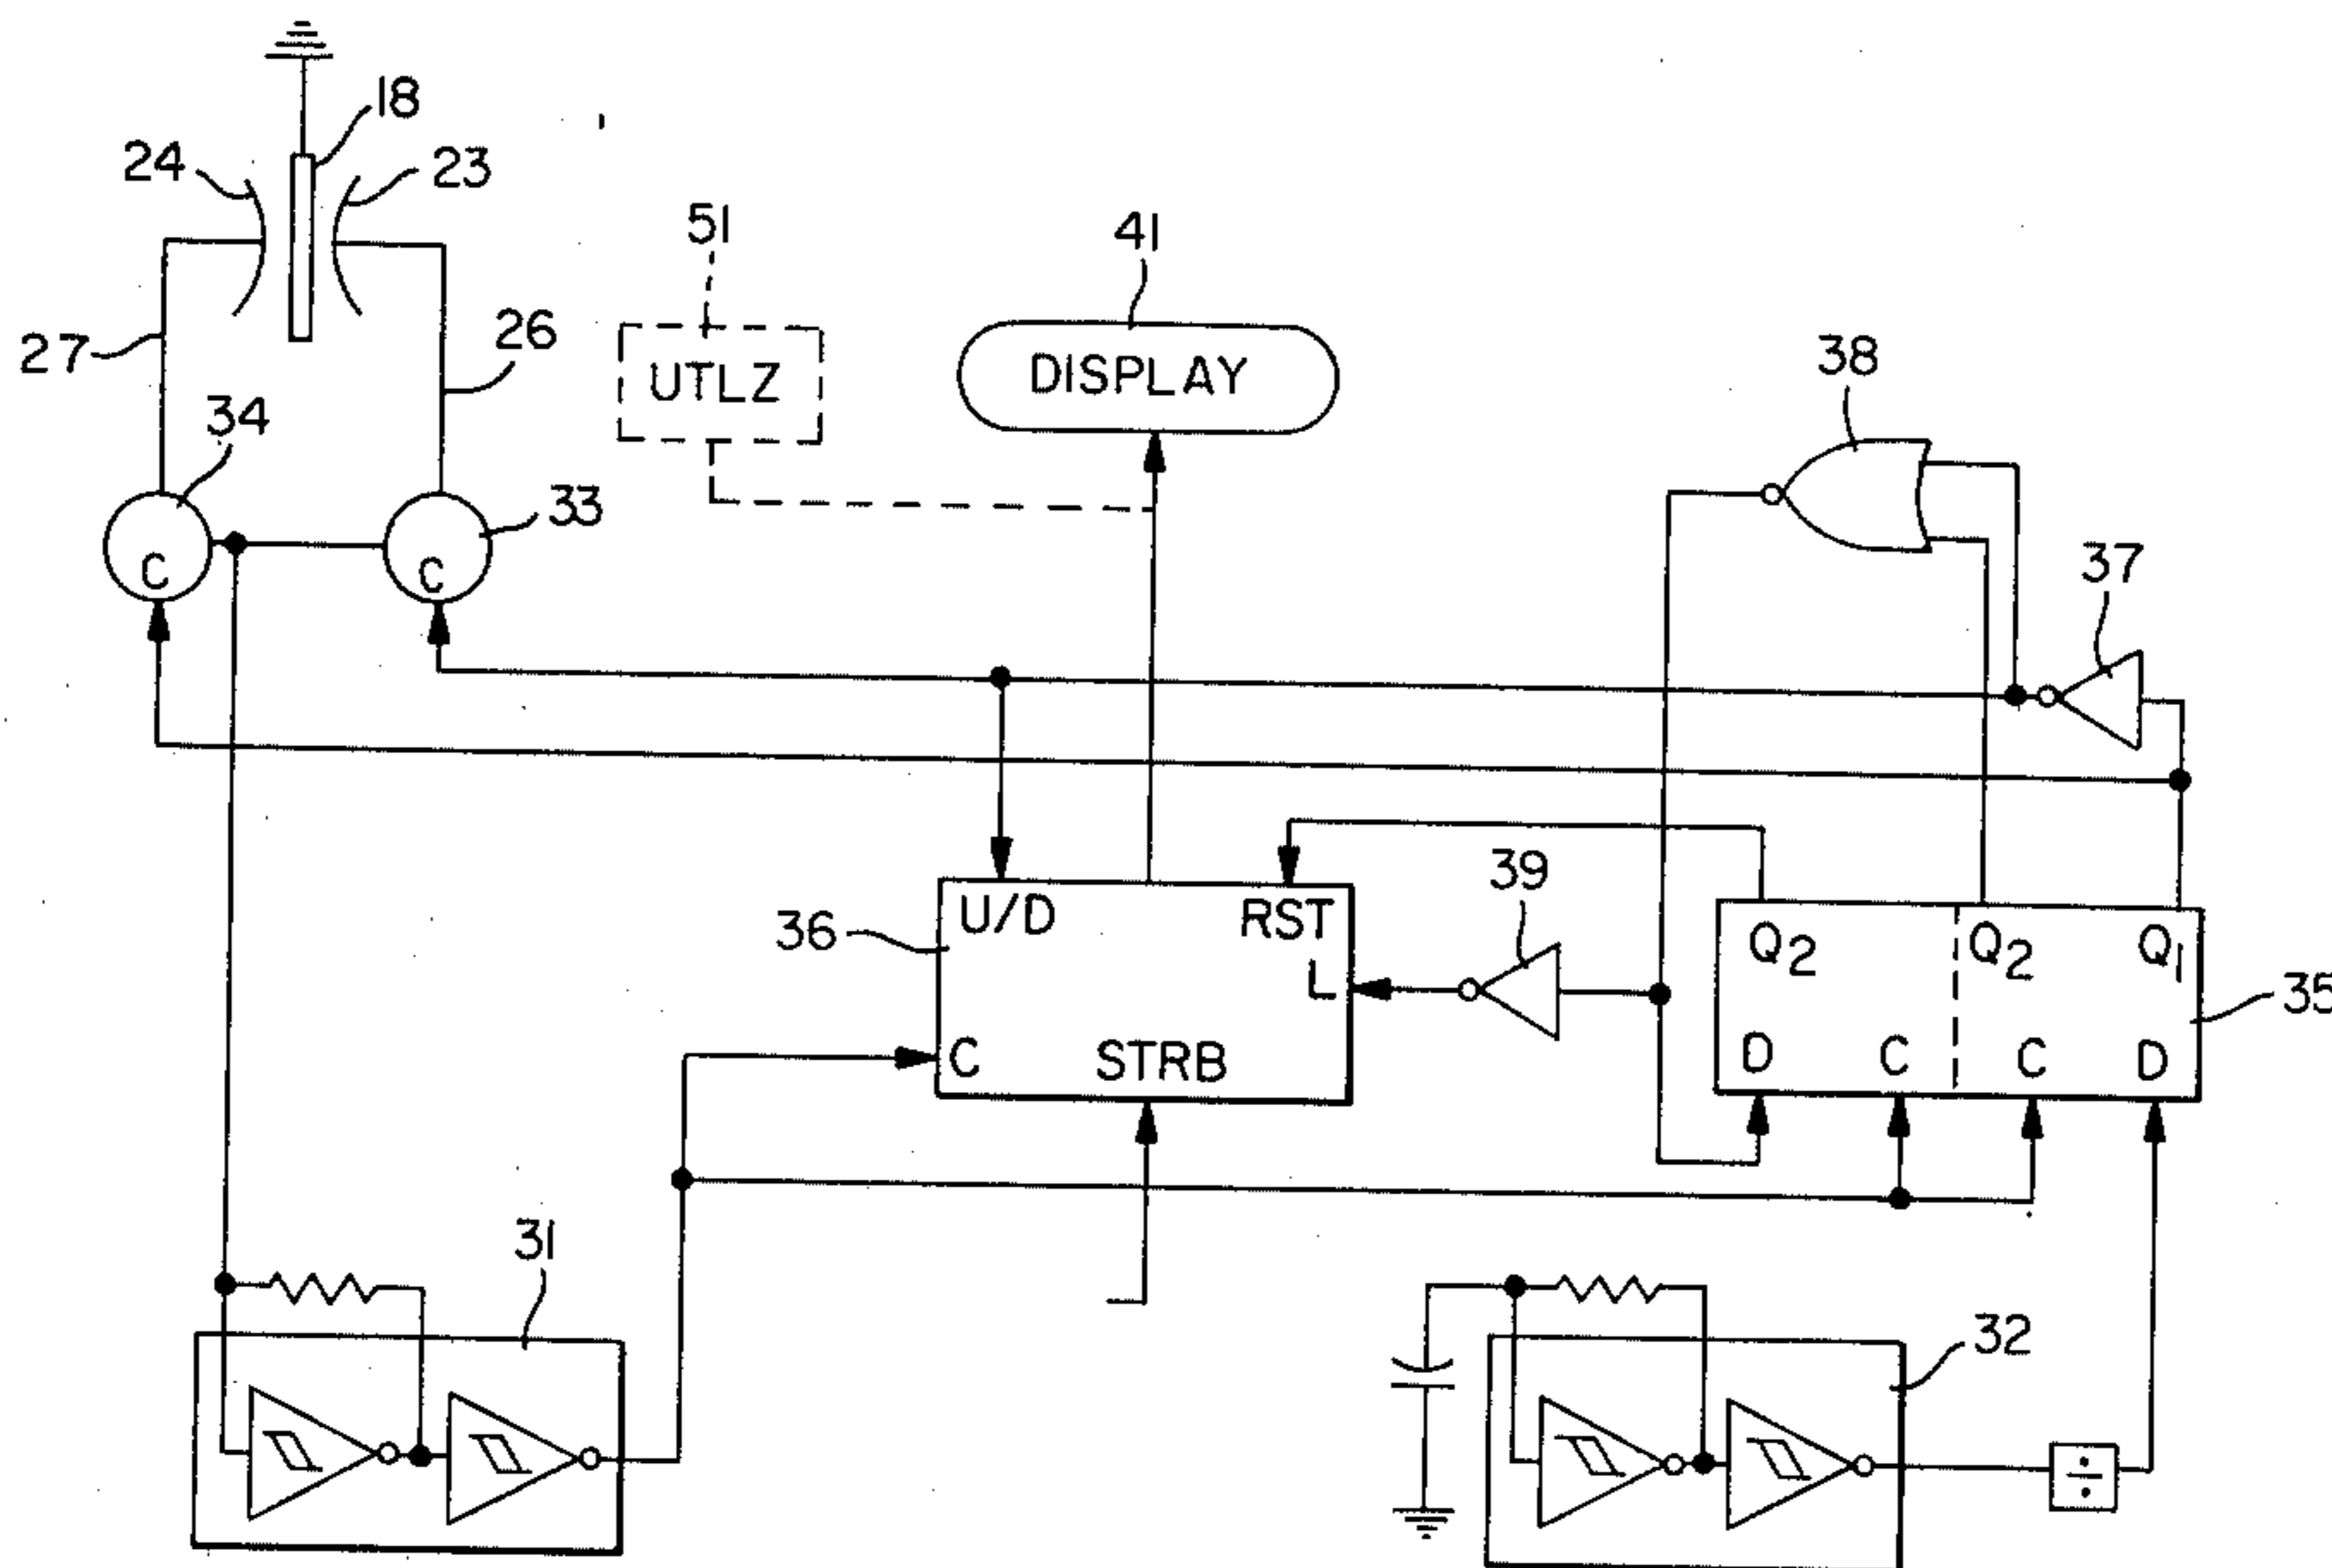 18
24
23
51
41
27
26
UTLZ
DISPLAY
38
34
33
37
C
C
39
36
U/D
RST
Q2
Q2
Q1
L
35
C
STRB
D
C
C
D
31
32
÷